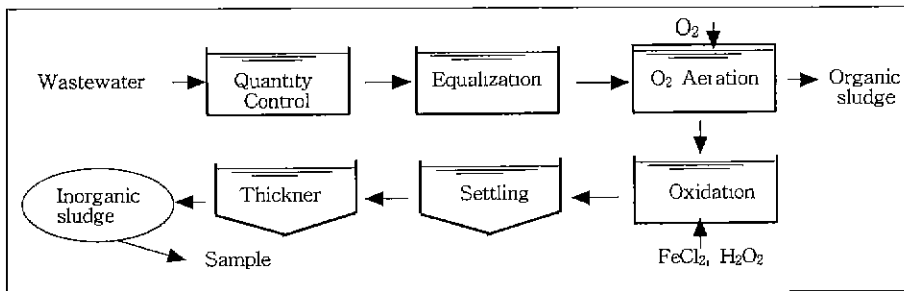 O₂
Wastewater
Quantity
Control
Equalization
O₂ Aeration
Organic
sludge
Inorganic
sludge
Thickner
Settling
Oxidation
Sample
FeCl₂, H₂O₂